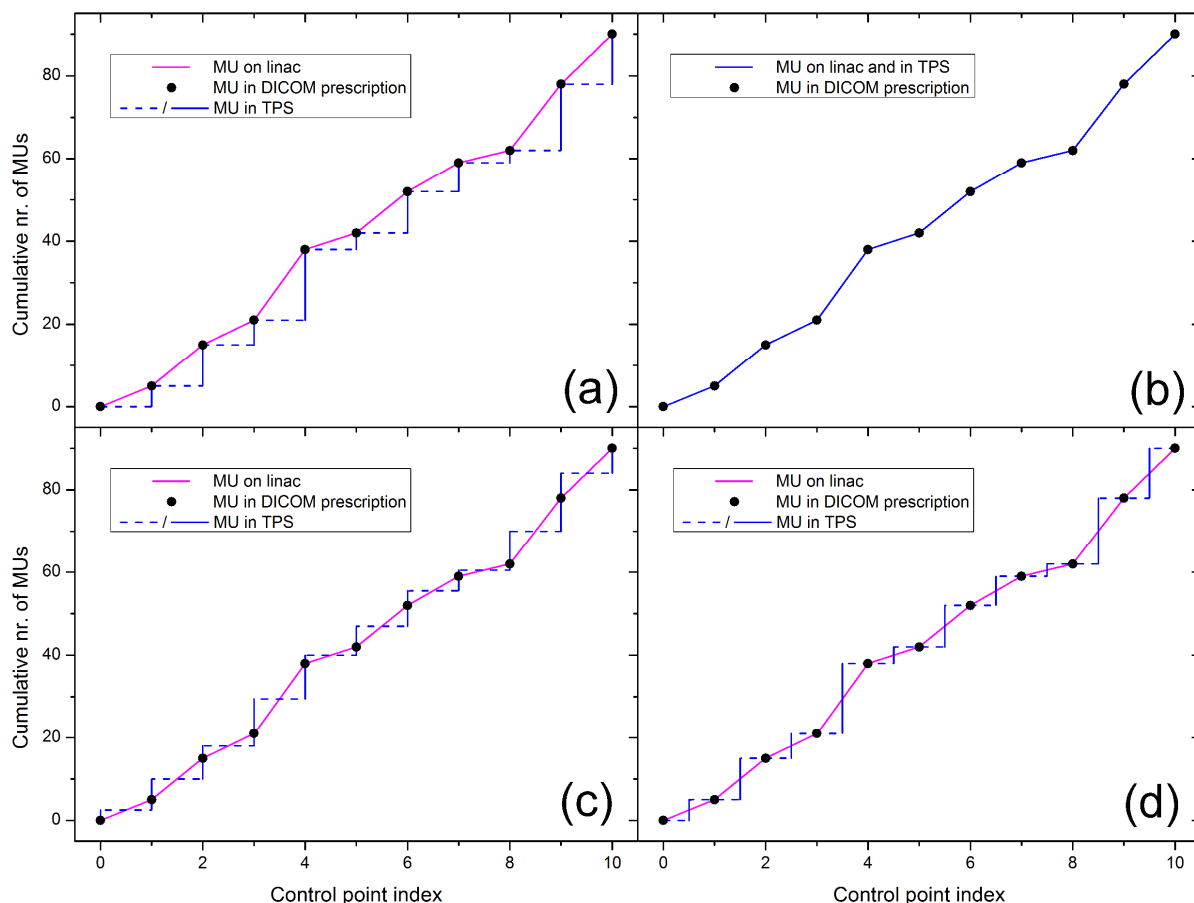 MU on linac
MU in DICOM prescription
/ MU in TPS
80
60
40
20
0
Cumulative nr. of MUs
(a)
MU on linac and in TPS
MU in DICOM prescription
(b)
MU on linac
MU in DICOM prescription
/ MU in TPS
80
60
40
20
0
Cumulative nr. of MUs
(c)
0 2 4 6 8 10
Control point index
MU on linac
MU in DICOM prescription
/ MU in TPS
(d)
0 2 4 6 8 10
Control point index